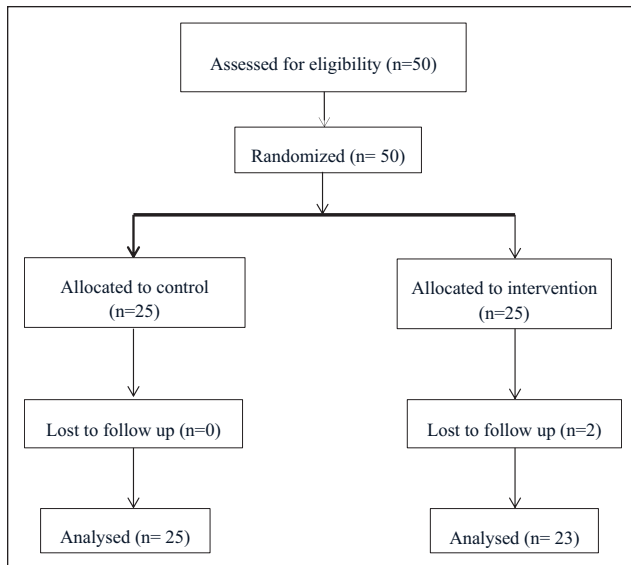 Assessed for eligibility (n=50)
Randomized (n= 50)
Allocated to control
(n=25)
Allocated to intervention
(n=25)
Lost to follow up (n=0)
Lost to follow up (n=2)
Analysed (n= 25)
Analysed (n= 23)